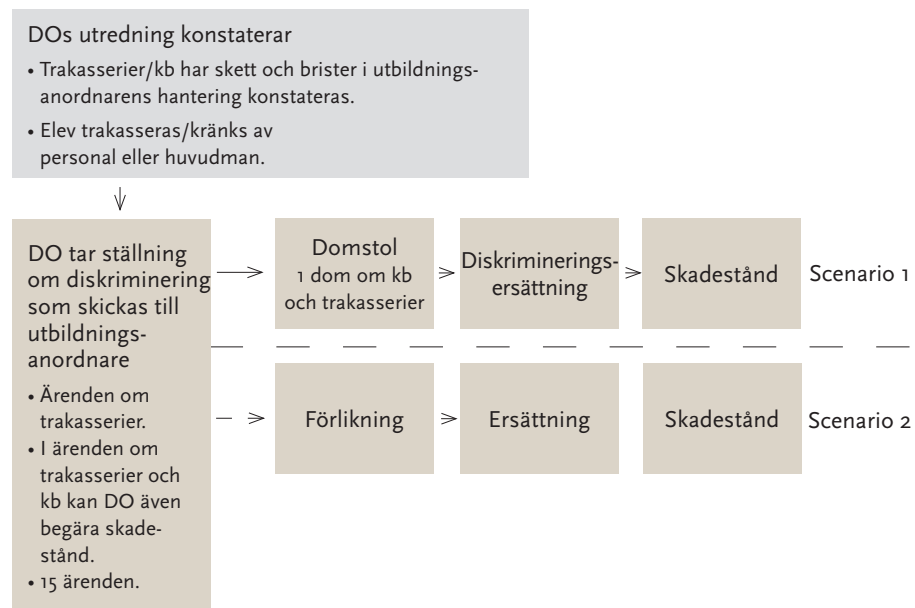 DOs utredning konstaterar
• Trakasserier/kb har skett och brister i utbildnings-
anordnarens hantering konstateras.
• Elev trakasseras/kränks av
personal eller huvudman.
DO tar ställning
om diskriminering
som skickas till
utbildnings-
anordnare
• Ärenden om
trakasserier.
• I ärenden om
trakasserier och
kb kan DO även
begära skade-
stånd.
• 15 ärenden.
Domstol
1 dom om kb
och trakasserier
Diskriminerings-
ersättning
Skadestånd
Scenario 1
Förlikning
Ersättning
Skadestånd
Scenario 2